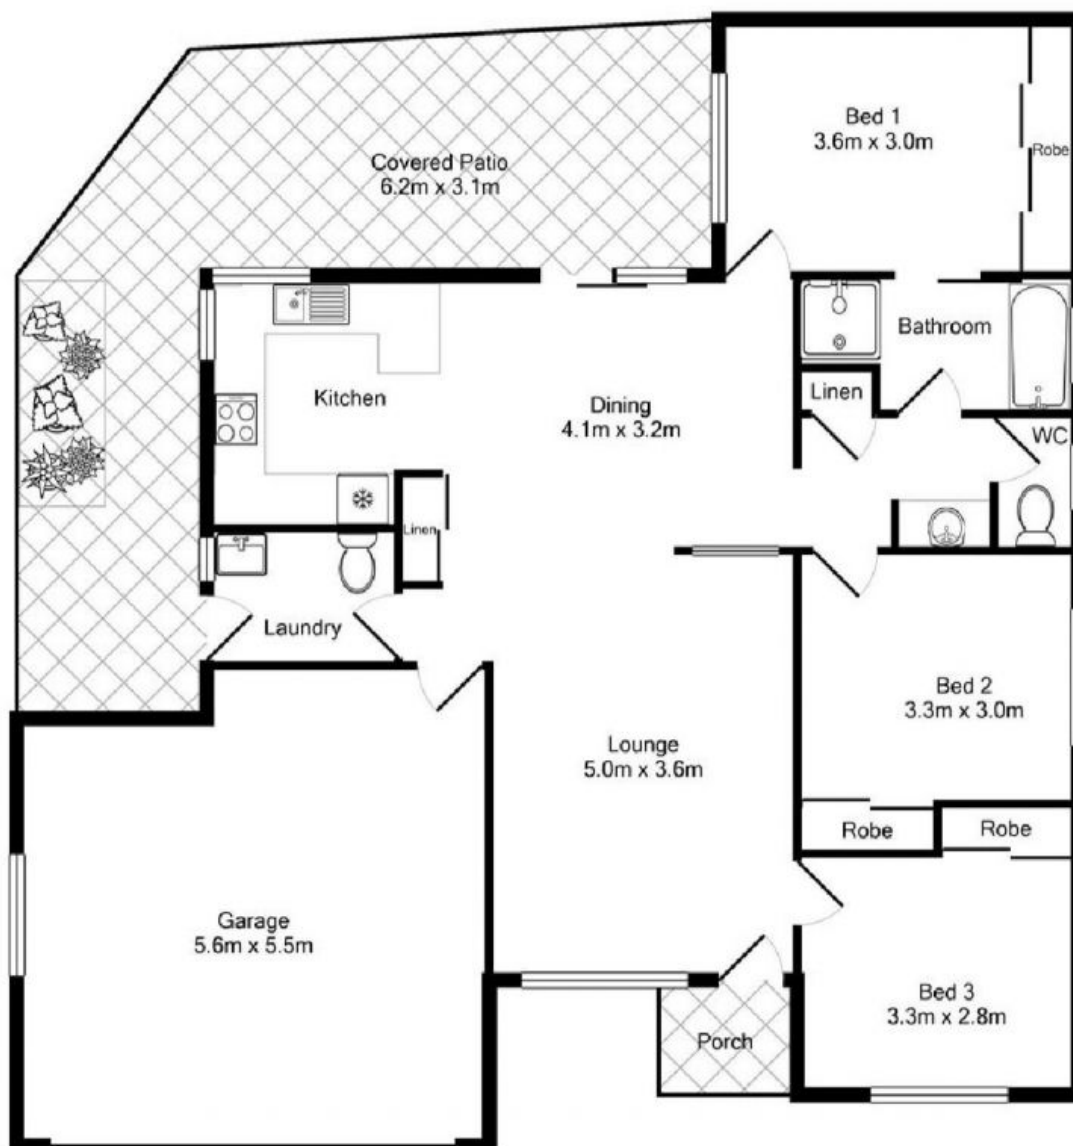 Bed 1
3.6m x 3.0m
Robe
Covered Patio
6.2m x 3.1m
Bathroom
Linen
Kitchen
Dining
4.1m x 3.2m
WC
Linen
Laundry
Bed 2
3.3m x 3.0m
Lounge
5.0m x 3.6m
Robe
Robe
Garage
5.6m x 5.5m
Bed 3
3.3m x 2.8m
Porch